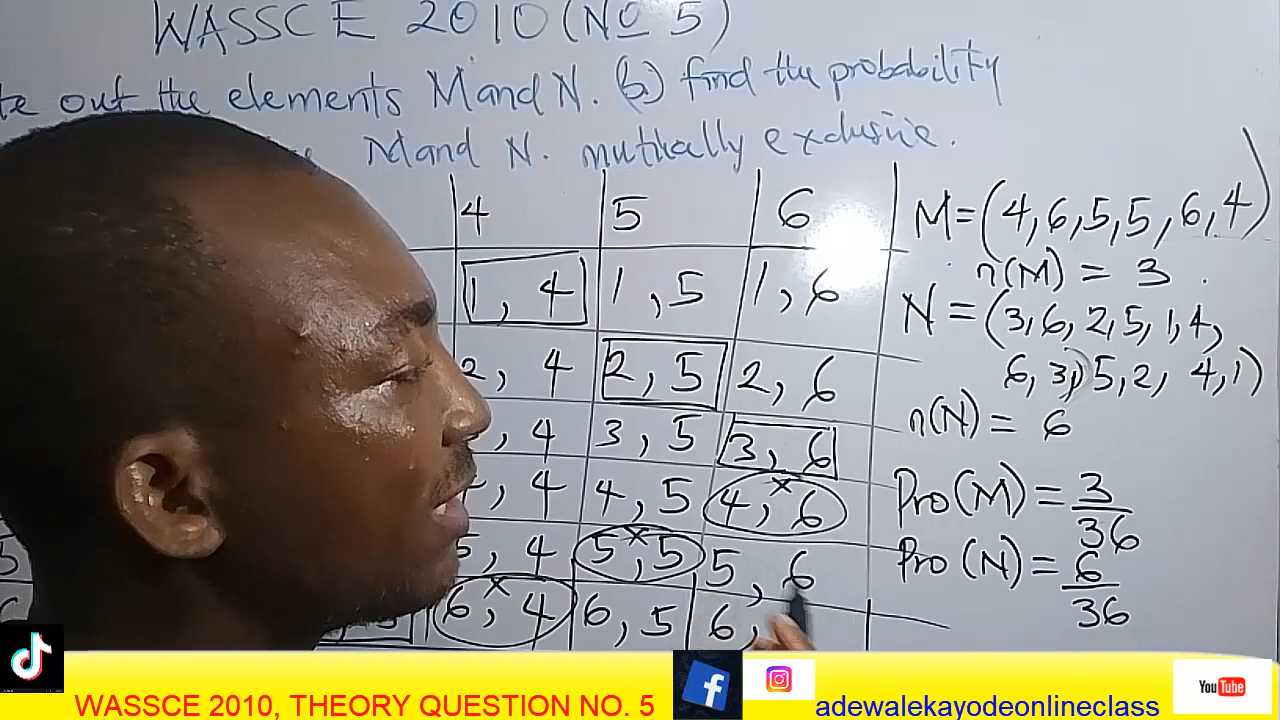 WASSCE 2010 (No 5)
out the elements M and N. (b) find the probability
M and N. mutually exclusive.
4 5 6
1, 4 1, 5 1, 6
2, 4 2, 5 2, 6
, 4 3, 5 3, 6
, 4 4, 5 4, 6
5, 4 5, 5 5, 6
6, 4 6, 5 6,
M = (4, 6, 5, 5, 6, 4)
n(M) = 3
N = (3, 6, 2, 5, 1, 4,
6, 3, 5, 2, 4, 1)
n(N) = 6
Pro (M) = 3/36
Pro (N) = 6/36
WASSCE 2010, THEORY QUESTION NO. 5
adewalekayodeonlineclass
YouTube